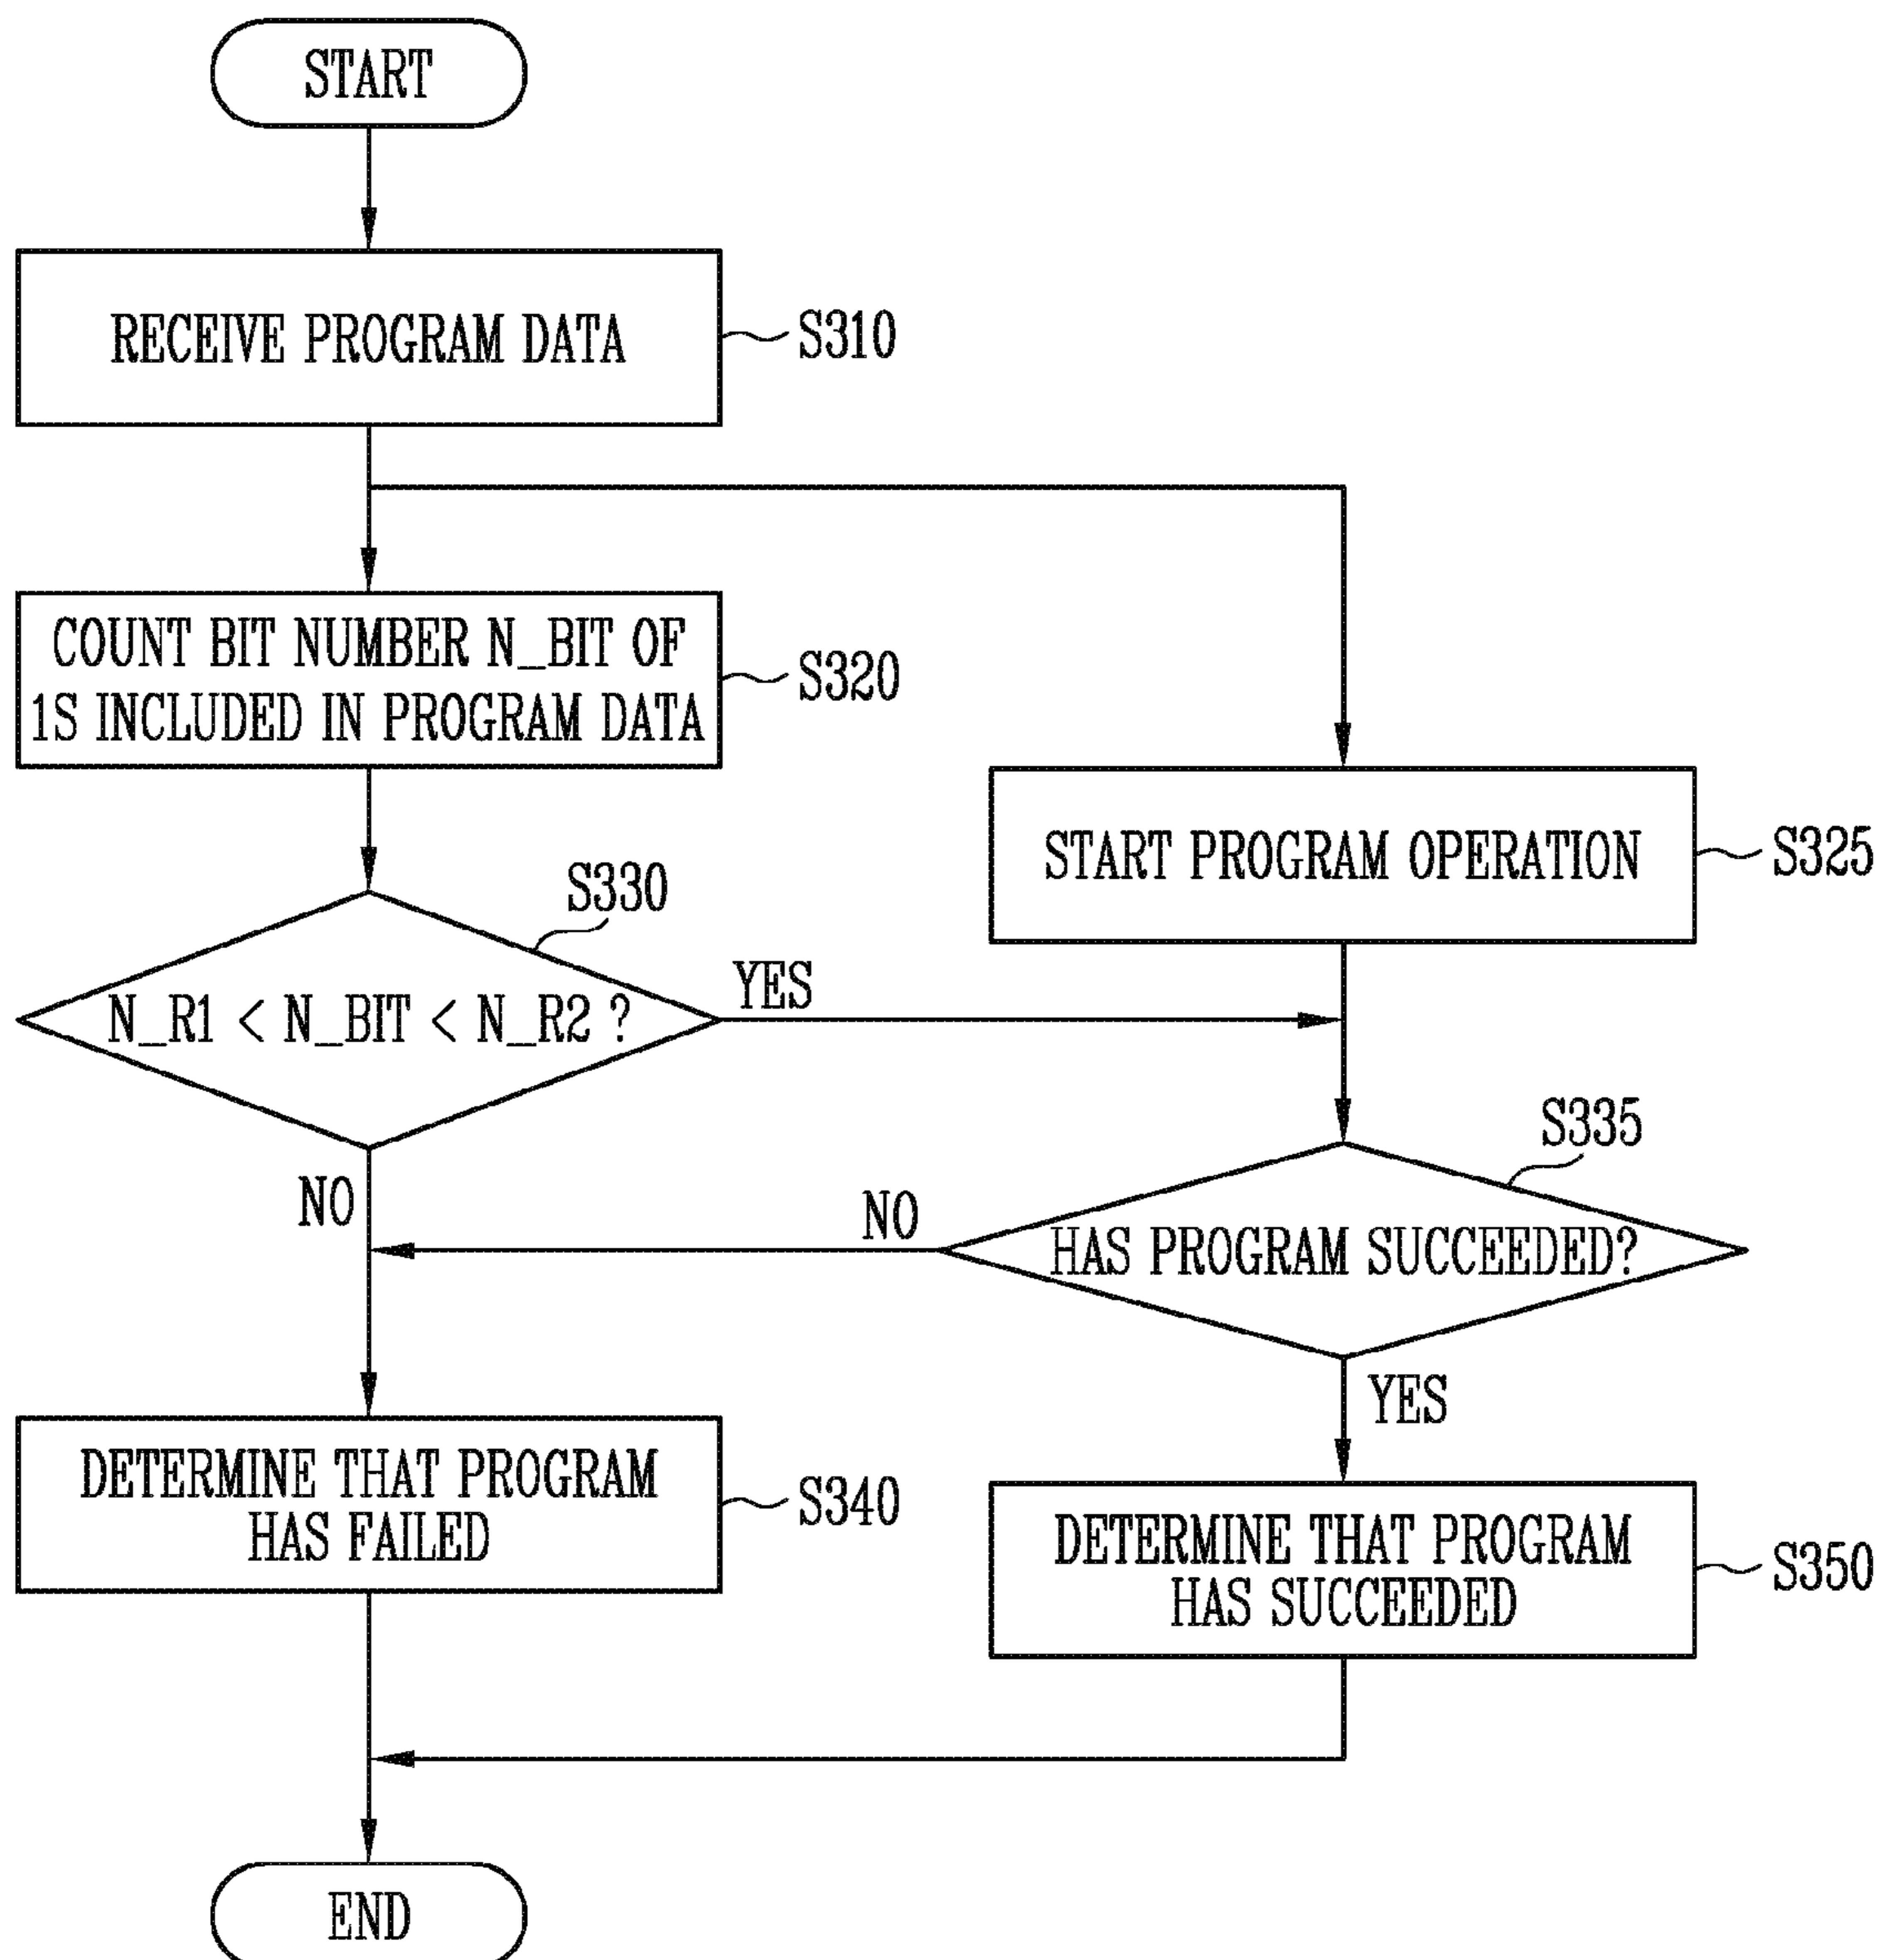 START
RECEIVE PROGRAM DATA
S310
COUNT BIT NUMBER N_BIT OF
1S INCLUDED IN PROGRAM DATA
S320
START PROGRAM OPERATION
S325
S330
N_R1 < N_BIT < N_R2 ?
YES
NO
S335
HAS PROGRAM SUCCEEDED?
NO
YES
DETERMINE THAT PROGRAM
HAS FAILED
S340
DETERMINE THAT PROGRAM
HAS SUCCEEDED
S350
END